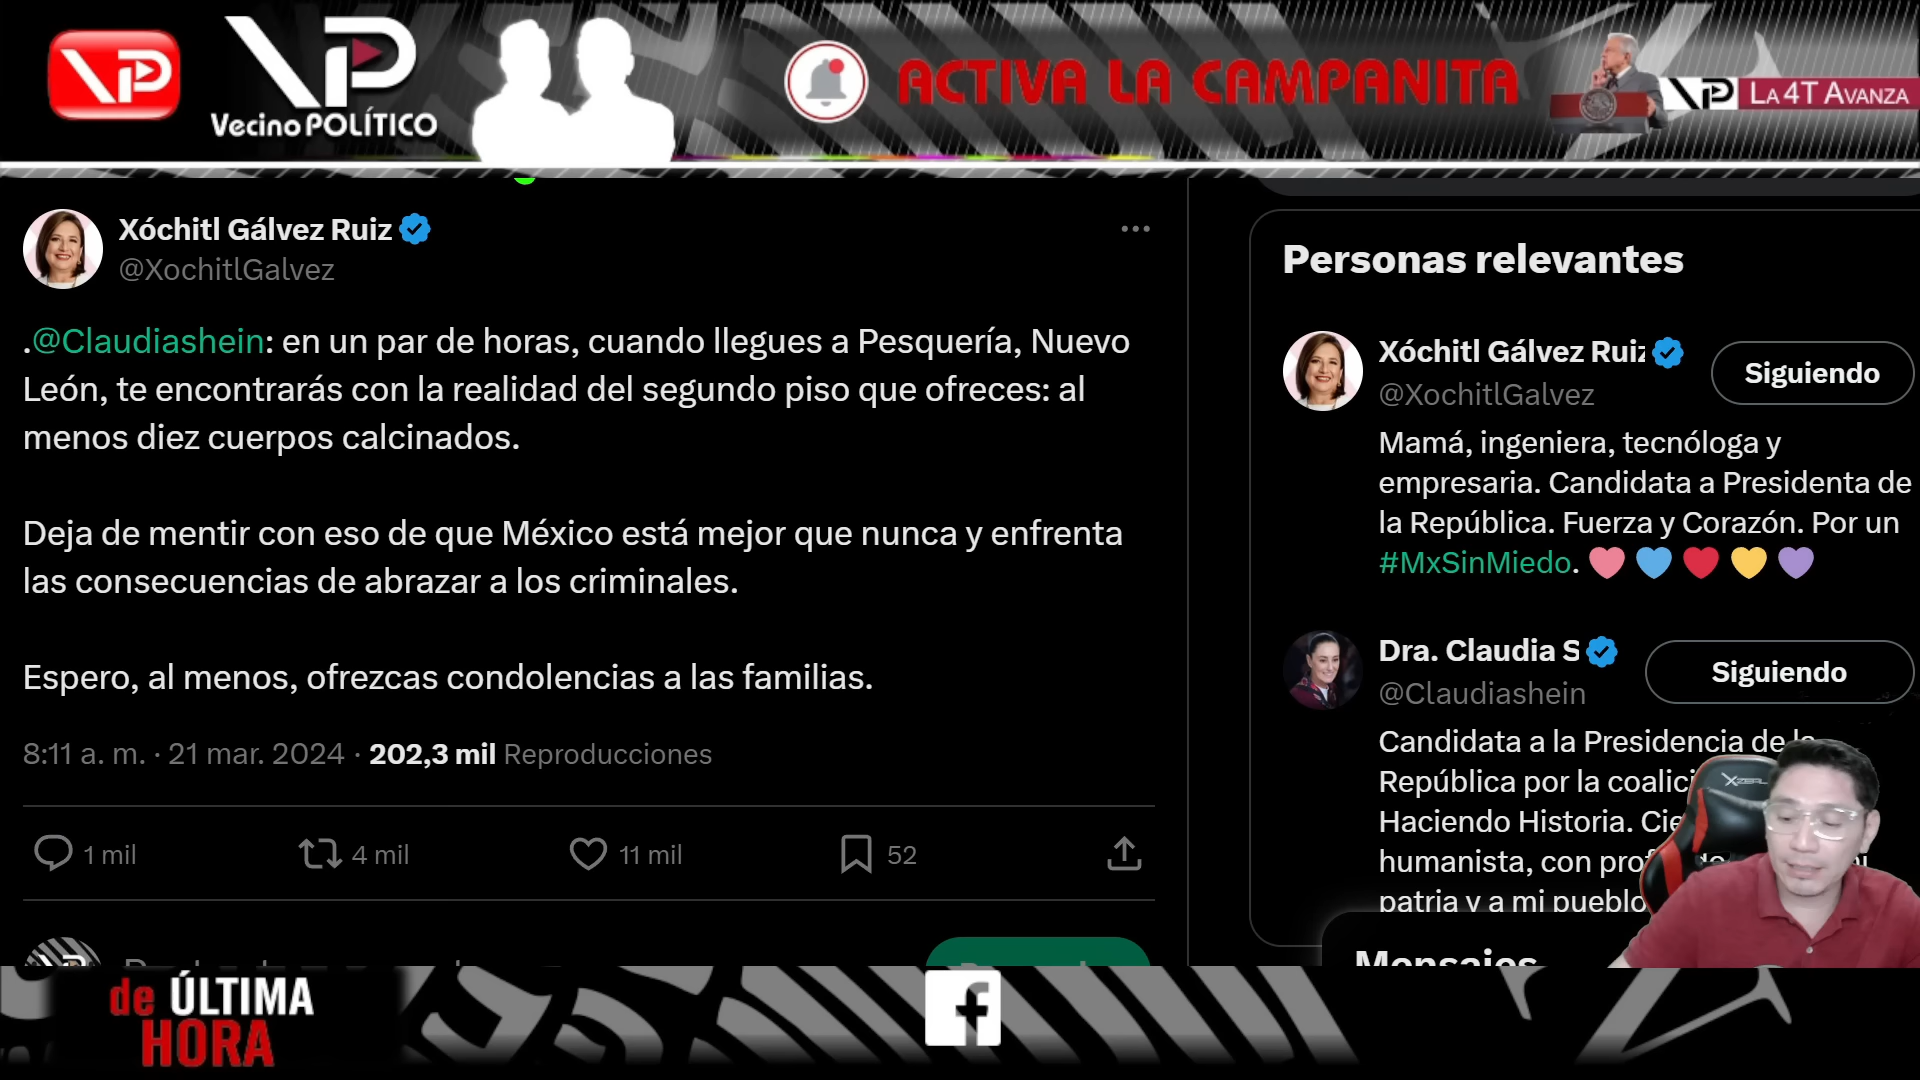 VP
VP
Vecino POLÍTICO
ACTIVA LA CAMPANITA
VP LA 4T AVANZA
Xóchitl Gálvez Ruiz
@XochitlGalvez
.@Claudiashein: en un par de horas, cuando llegues a Pesquería, Nuevo
León, te encontrarás con la realidad del segundo piso que ofreces: al
menos diez cuerpos calcinados.
Deja de mentir con eso de que México está mejor que nunca y enfrenta
las consecuencias de abrazar a los criminales.
Espero, al menos, ofrezcas condolencias a las familias.
8:11 a. m. · 21 mar. 2024 · 202,3 mil Reproducciones
1 mil
4 mil
11 mil
52
Personas relevantes
Xóchitl Gálvez Ruiz
@XochitlGalvez
Siguiendo
Mamá, ingeniera, tecnóloga y
empresaria. Candidata a Presidenta de
la República. Fuerza y Corazón. Por un
#MxSinMiedo.
Dra. Claudia S
@Claudiashein
Siguiendo
Candidata a la Presidencia de la
República por la
Haciendo Historia.
humanista, con
patria y a mi pueblo
Mensajes
XZEAL
de ÚLTIMA
HORA